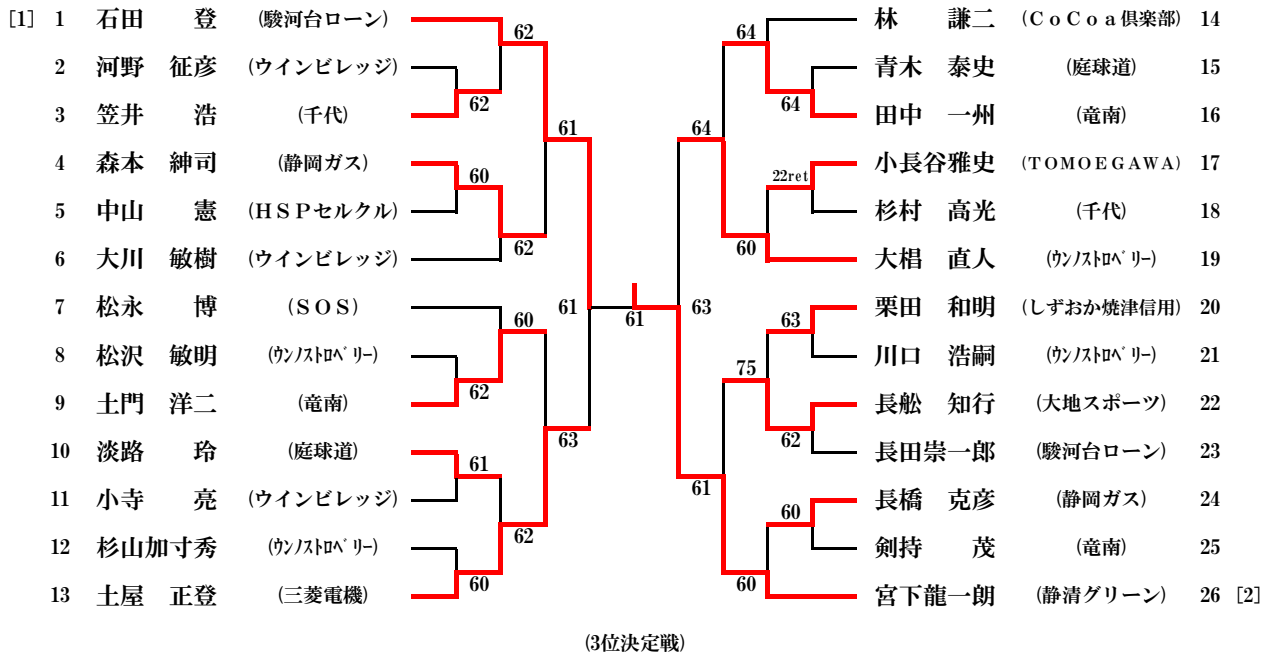 [1] 1 石田 登 (駿河台ローン) 62 64 林 謙二 (ＣｏＣｏａ倶楽部) 14
2 河野 征彦 (ウインビレッジ) 青木 泰史 (庭球道) 15
62 64
3 笠井 浩 (千代) 61 64 田中 一州 (竜南) 16
4 森本 紳司 (静岡ガス) 60 22ret 小長谷雅史 (ＴＯＭＯＥＧＡＷＡ) 17
5 中山 憲 (ＨＳＰセルクル) 杉村 高光 (千代) 18
62 60
6 大川 敏樹 (ウインビレッジ) 大椙 直人 (ｳﾝﾉｽﾄﾛﾍﾞﾘｰ) 19
7 松永 博 (ＳＯＳ) 60 61 61 63 63 栗田 和明 (しずおか焼津信用) 20
8 松沢 敏明 (ｳﾝﾉｽﾄﾛﾍﾞﾘｰ) 75 川口 浩嗣 (ｳﾝﾉｽﾄﾛﾍﾞﾘｰ) 21
62
9 土門 洋二 (竜南) 長舩 知行 (大地スポーツ) 22
63 62
10 淡路 玲 (庭球道) 61 長田崇一郎 (駿河台ローン) 23
61
11 小寺 亮 (ウインビレッジ) 60 長橋 克彦 (静岡ガス) 24
62
12 杉山加寸秀 (ｳﾝﾉｽﾄﾛﾍﾞﾘｰ) 剣持 茂 (竜南) 25
60 60
13 土屋 正登 (三菱電機) 宮下龍一朗 (静清グリーン) 26 [2]
(3位決定戦)